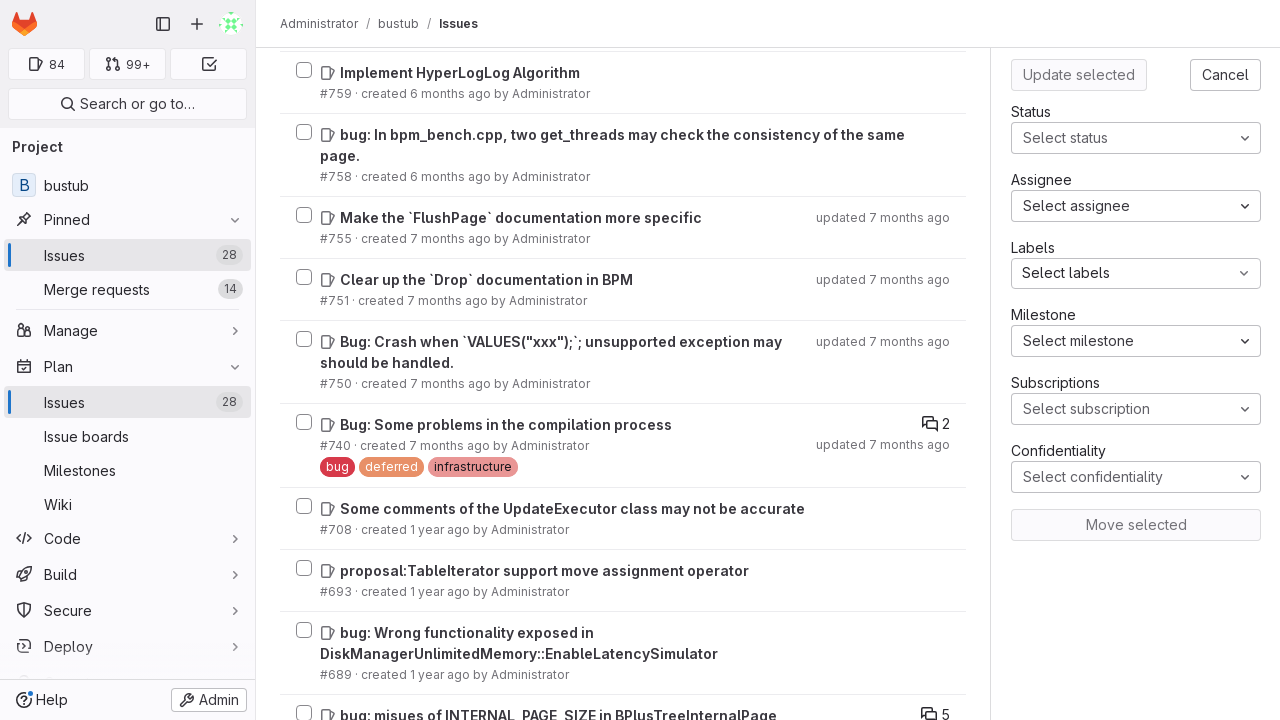 Administrator / bustub / Issues
84
99+
Search or go to…
Project
B bustub
Pinned
Issues 28
Merge requests 14
Manage
Plan
Issues 28
Issue boards
Milestones
Wiki
Code
Build
Secure
Deploy
Help
Admin
Implement HyperLogLog Algorithm
#759 · created 6 months ago by Administrator
bug: In bpm_bench.cpp, two get_threads may check the consistency of the same
page.
#758 · created 6 months ago by Administrator
Make the `FlushPage` documentation more specific
updated 7 months ago
#755 · created 7 months ago by Administrator
Clear up the `Drop` documentation in BPM
updated 7 months ago
#751 · created 7 months ago by Administrator
Bug: Crash when `VALUES("xxx");`; unsupported exception may
updated 7 months ago
should be handled.
#750 · created 7 months ago by Administrator
Bug: Some problems in the compilation process
2
#740 · created 7 months ago by Administrator
updated 7 months ago
bug deferred infrastructure
Some comments of the UpdateExecutor class may not be accurate
#708 · created 1 year ago by Administrator
proposal:TableIterator support move assignment operator
#693 · created 1 year ago by Administrator
bug: Wrong functionality exposed in
DiskManagerUnlimitedMemory::EnableLatencySimulator
#689 · created 1 year ago by Administrator
bug: misues of INTERNAL_PAGE_SIZE in BPlusTreeInternalPage
5
Update selected
Cancel
Status
Select status
Assignee
Select assignee
Labels
Select labels
Milestone
Select milestone
Subscriptions
Select subscription
Confidentiality
Select confidentiality
Move selected